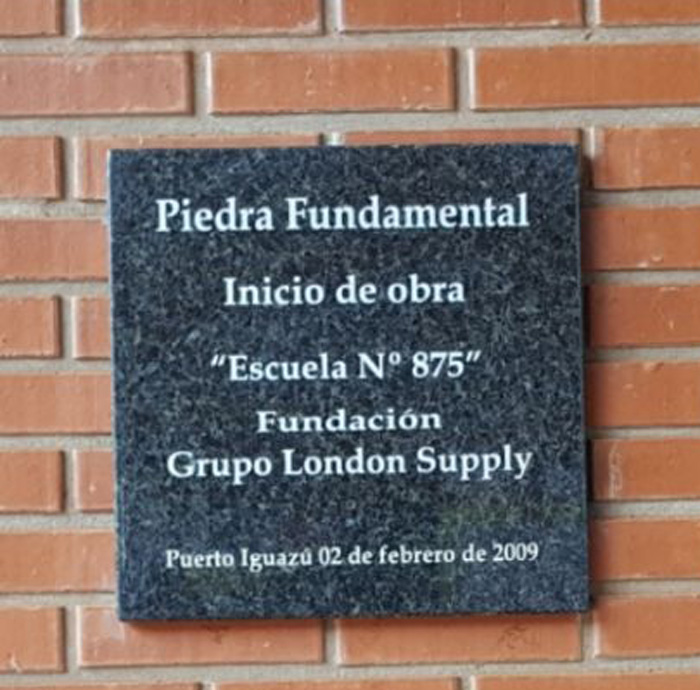 Piedra Fundamental
Inicio de obra
“Escuela Nº 875”
Fundación
Grupo London Supply
Puerto Iguazú 02 de febrero de 2009